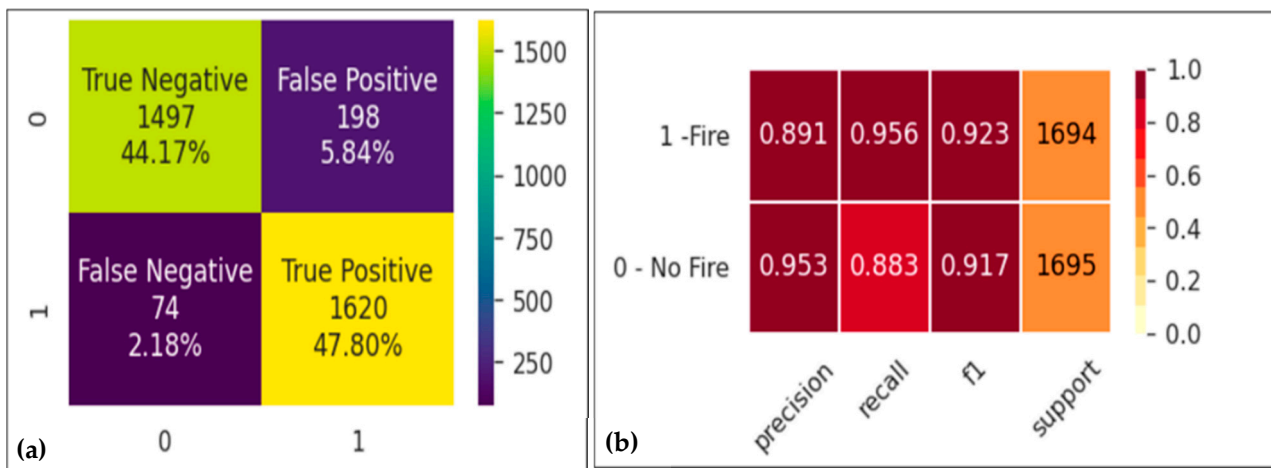 True Negative
1497
44.17%
False Positive
198
5.84%
False Negative
74
2.18%
True Positive
1620
47.80%
0
1
0
1
1500
1250
1000
750
500
250
(a)
1 -Fire
0.891 0.956 0.923 1694
0 - No Fire
0.953 0.883 0.917 1695
precision
recall
f1
support
1.0
0.8
0.6
0.4
0.2
0.0
(b)